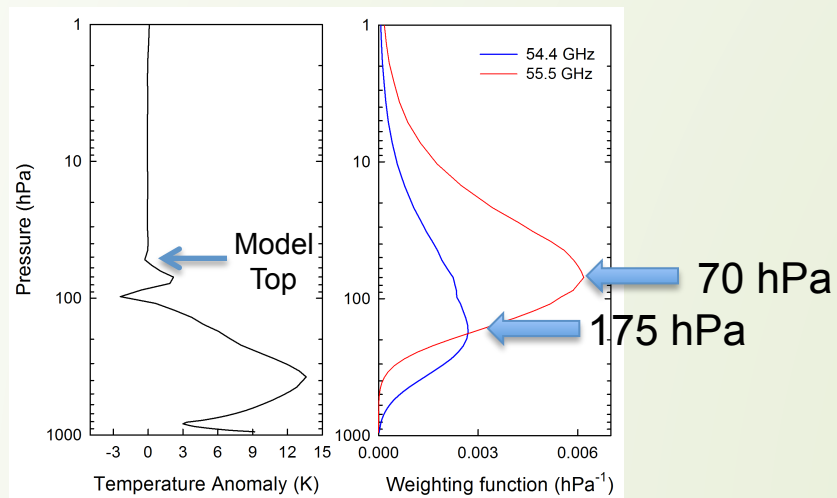 1
10
100
1000
Pressure (hPa)
-3 0 3 6 9 12 15
Temperature Anomaly (K)
Model
Top
1
10
100
1000
54.4 GHz
55.5 GHz
0.000 0.003 0.006
Weighting function (hPa⁻¹)
70 hPa
175 hPa